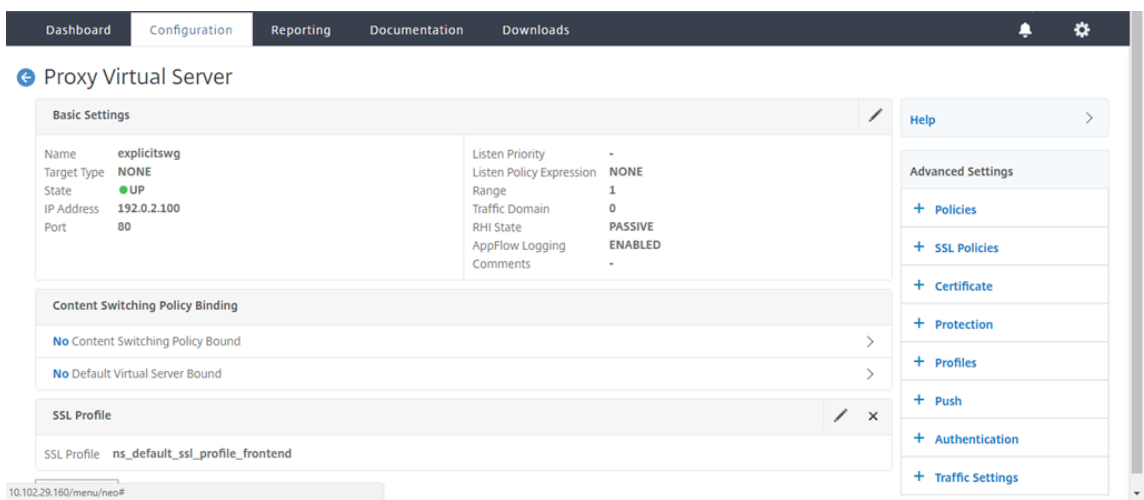 Dashboard Configuration Reporting Documentation Downloads
Proxy Virtual Server
Basic Settings
Name explicitswg
Target Type NONE
State UP
IP Address 192.0.2.100
Port 80
Listen Priority -
Listen Policy Expression NONE
Range 1
Traffic Domain 0
RHI State PASSIVE
AppFlow Logging ENABLED
Comments -
Content Switching Policy Binding
No Content Switching Policy Bound
No Default Virtual Server Bound
SSL Profile
SSL Profile ns_default_ssl_profile_frontend
Help
Advanced Settings
+ Policies
+ SSL Policies
+ Certificate
+ Protection
+ Profiles
+ Push
+ Authentication
+ Traffic Settings
10.102.29.160/menu/neo#